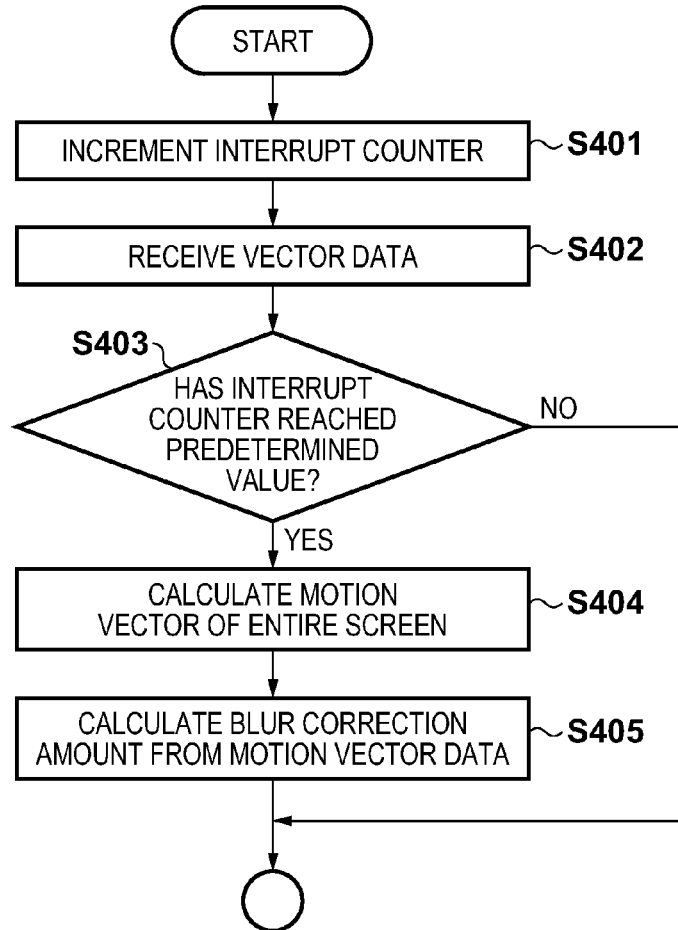 START
INCREMENT INTERRUPT COUNTER
S401
RECEIVE VECTOR DATA
S402
S403
HAS INTERRUPT
COUNTER REACHED
PREDETERMINED
VALUE?
NO
YES
CALCULATE MOTION
VECTOR OF ENTIRE SCREEN
S404
CALCULATE BLUR CORRECTION
AMOUNT FROM MOTION VECTOR DATA
S405